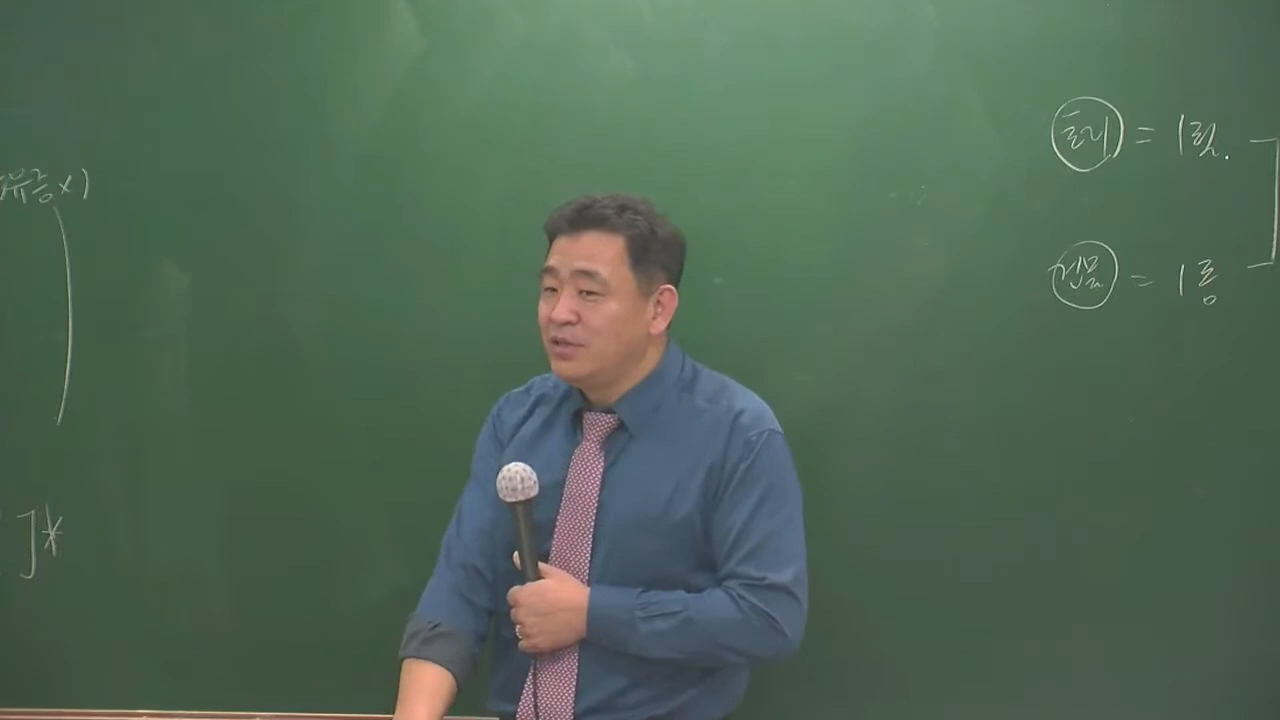 유증×)
]*
토지 = 1필.
건물 = 1동